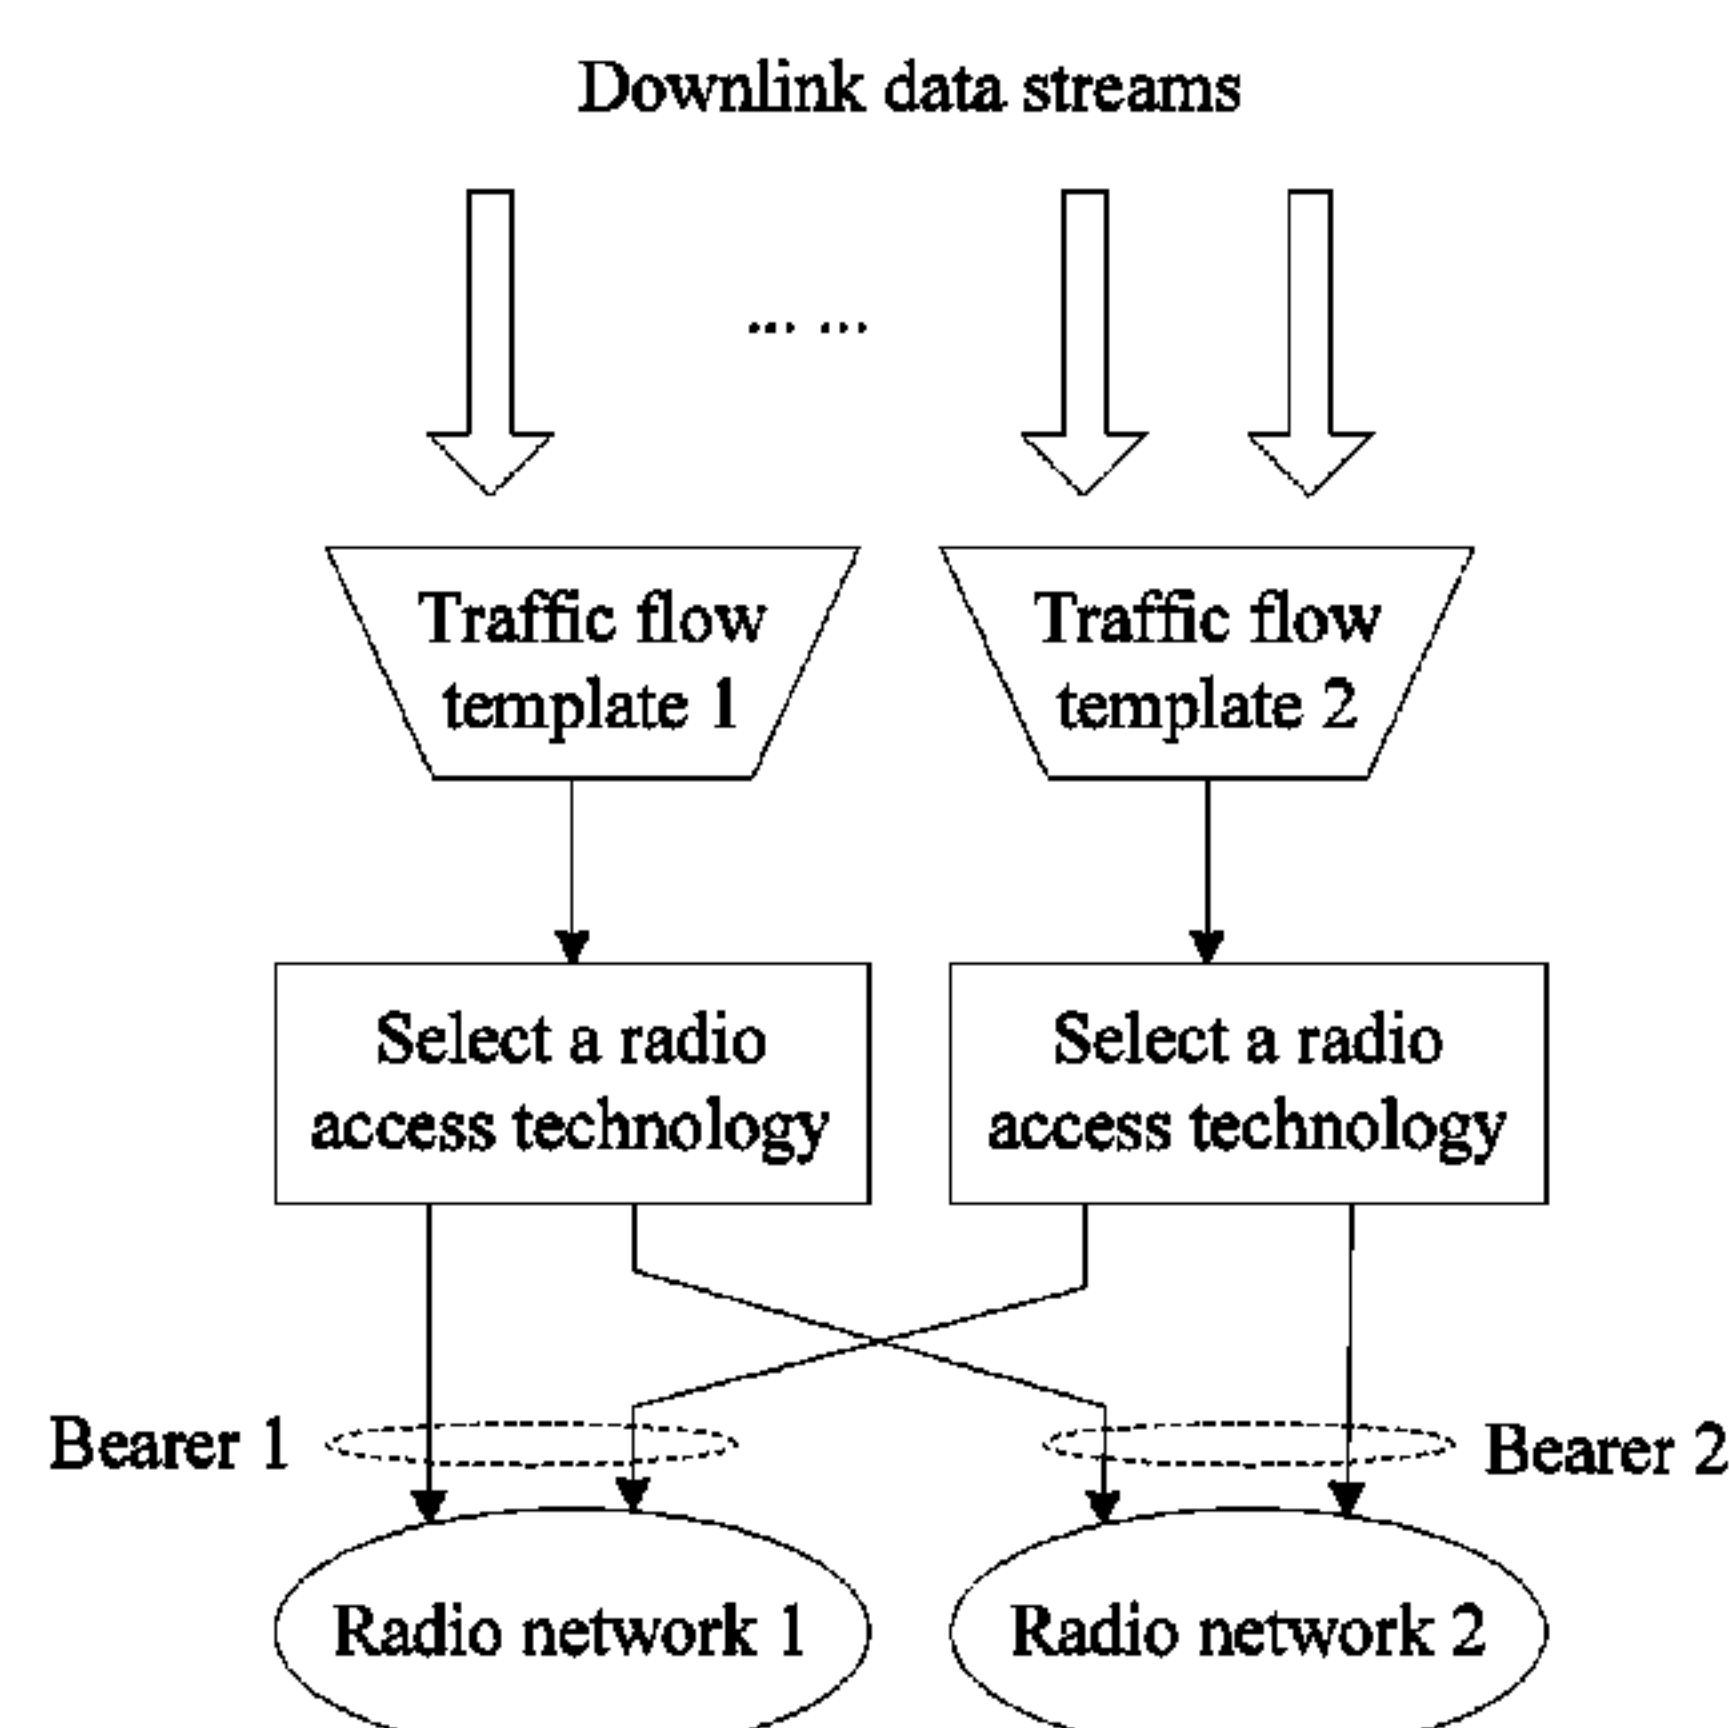 Downlink data streams
... ...
Traffic flow
template 1
Traffic flow
template 2
Select a radio
access technology
Select a radio
access technology
Bearer 1
Bearer 2
Radio network 1
Radio network 2